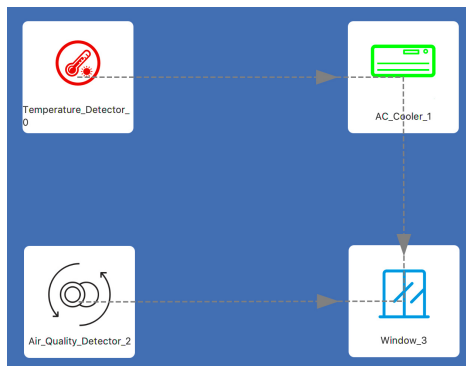 Temperature_Detector_
0
AC_Cooler_1
Air_Quality_Detector_2
Window_3